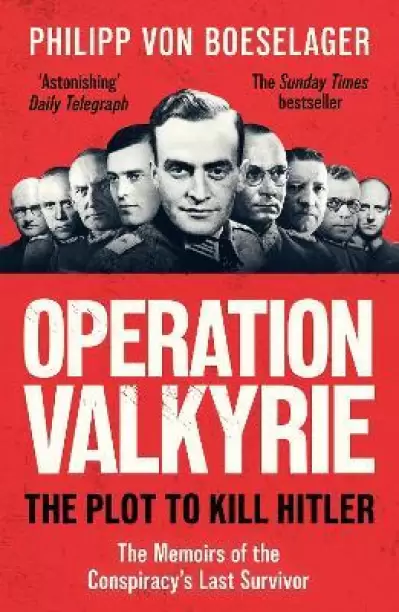 PHILIPP VON BOESELAGER
'Astonishing'
Daily Telegraph
The Sunday Times
bestseller
OPERATION
VALKYRIE
THE PLOT TO KILL HITLER
The Memoirs of the
Conspiracy's Last Survivor